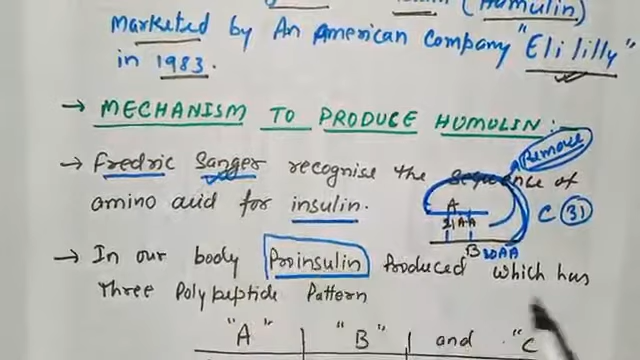 (Humulin)
marketed by An American Company "Eli lilly"
in 1983.
→ MECHANISM TO PRODUCE HUMULIN :-
→ Fredric Sanger recognise the sequence of
amino acid for insulin.
Remove
A
21 AA
B 30 AA
C 31
→ In our body Proinsulin Produced which has
three Polypeptide Pattern
"A" "B" and "C